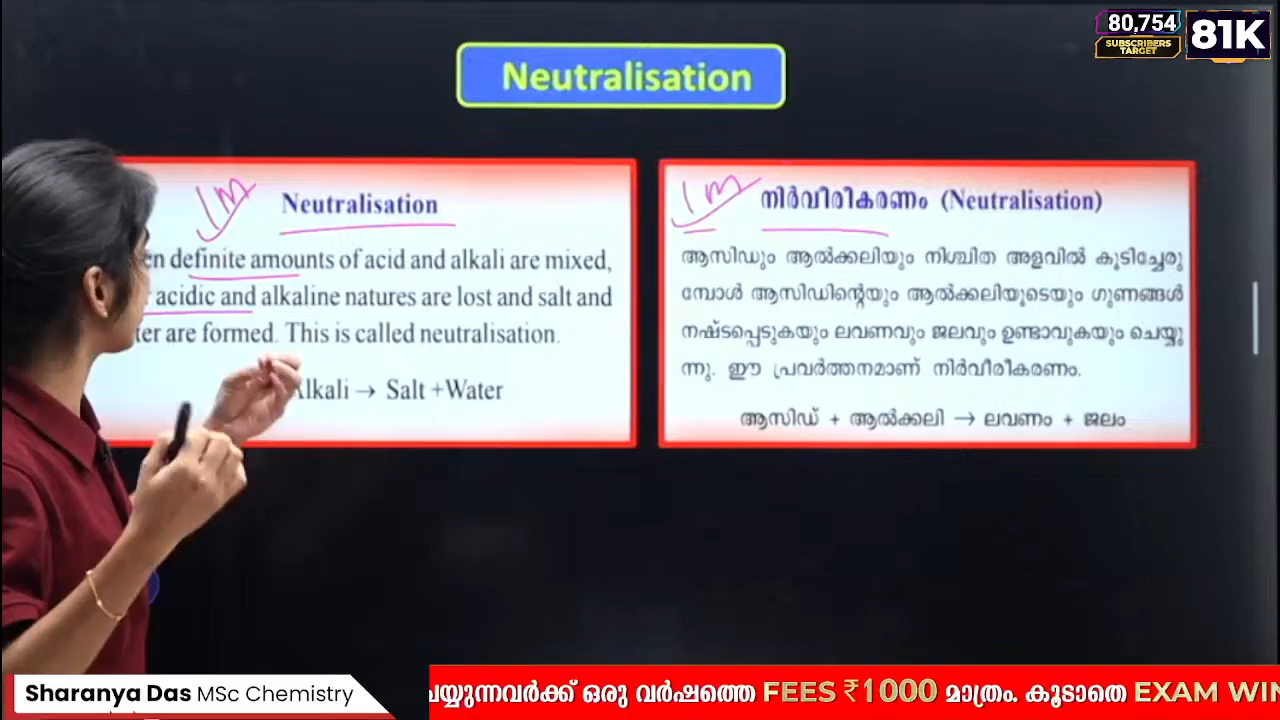 80,754
SUBSCRIBERS
TARGET
81K
Neutralisation
1M
Neutralisation
definite amounts of acid and alkali are mixed,
acidic and alkaline natures are lost and salt and
are formed. This is called neutralisation.
→ Salt +Water
1M
നിർവീരീകരണം (Neutralisation)
ആസിഡും ആൽക്കലിയും നിശ്ചിത അളവിൽ കൂടിച്ചേരു
മ്പോൾ ആസിഡിന്റെയും ആൽക്കലിയുടെയും ഗുണങ്ങൾ
നഷ്ടപ്പെടുകയും ലവണവും ജലവും ഉണ്ടാവുകയും ചെയ്യു
ന്നു. ഈ പ്രവർത്തനമാണ് നിർവീരീകരണം.
ആസിഡ് + ആൽക്കലി → ലവണം + ജലം
Sharanya Das MSc Chemistry
ഒരു വർഷത്തെ FEES ₹1000 മാത്രം. കൂടാതെ EXAM